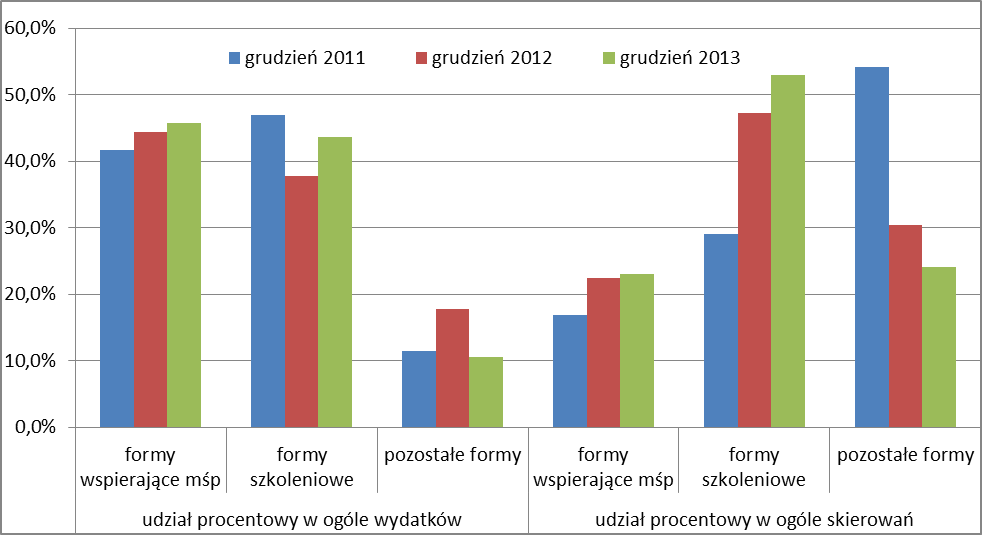 60,0%
grudzień 2011 grudzień 2012 grudzień 2013
50,0%
40,0%
30,0%
20,0%
10,0%
0,0%
formy
wspierające mśp
formy
szkoleniowe
pozostałe formy
formy
wspierające mśp
formy
szkoleniowe
pozostałe formy
udział procentowy w ogóle wydatków
udział procentowy w ogóle skierowań